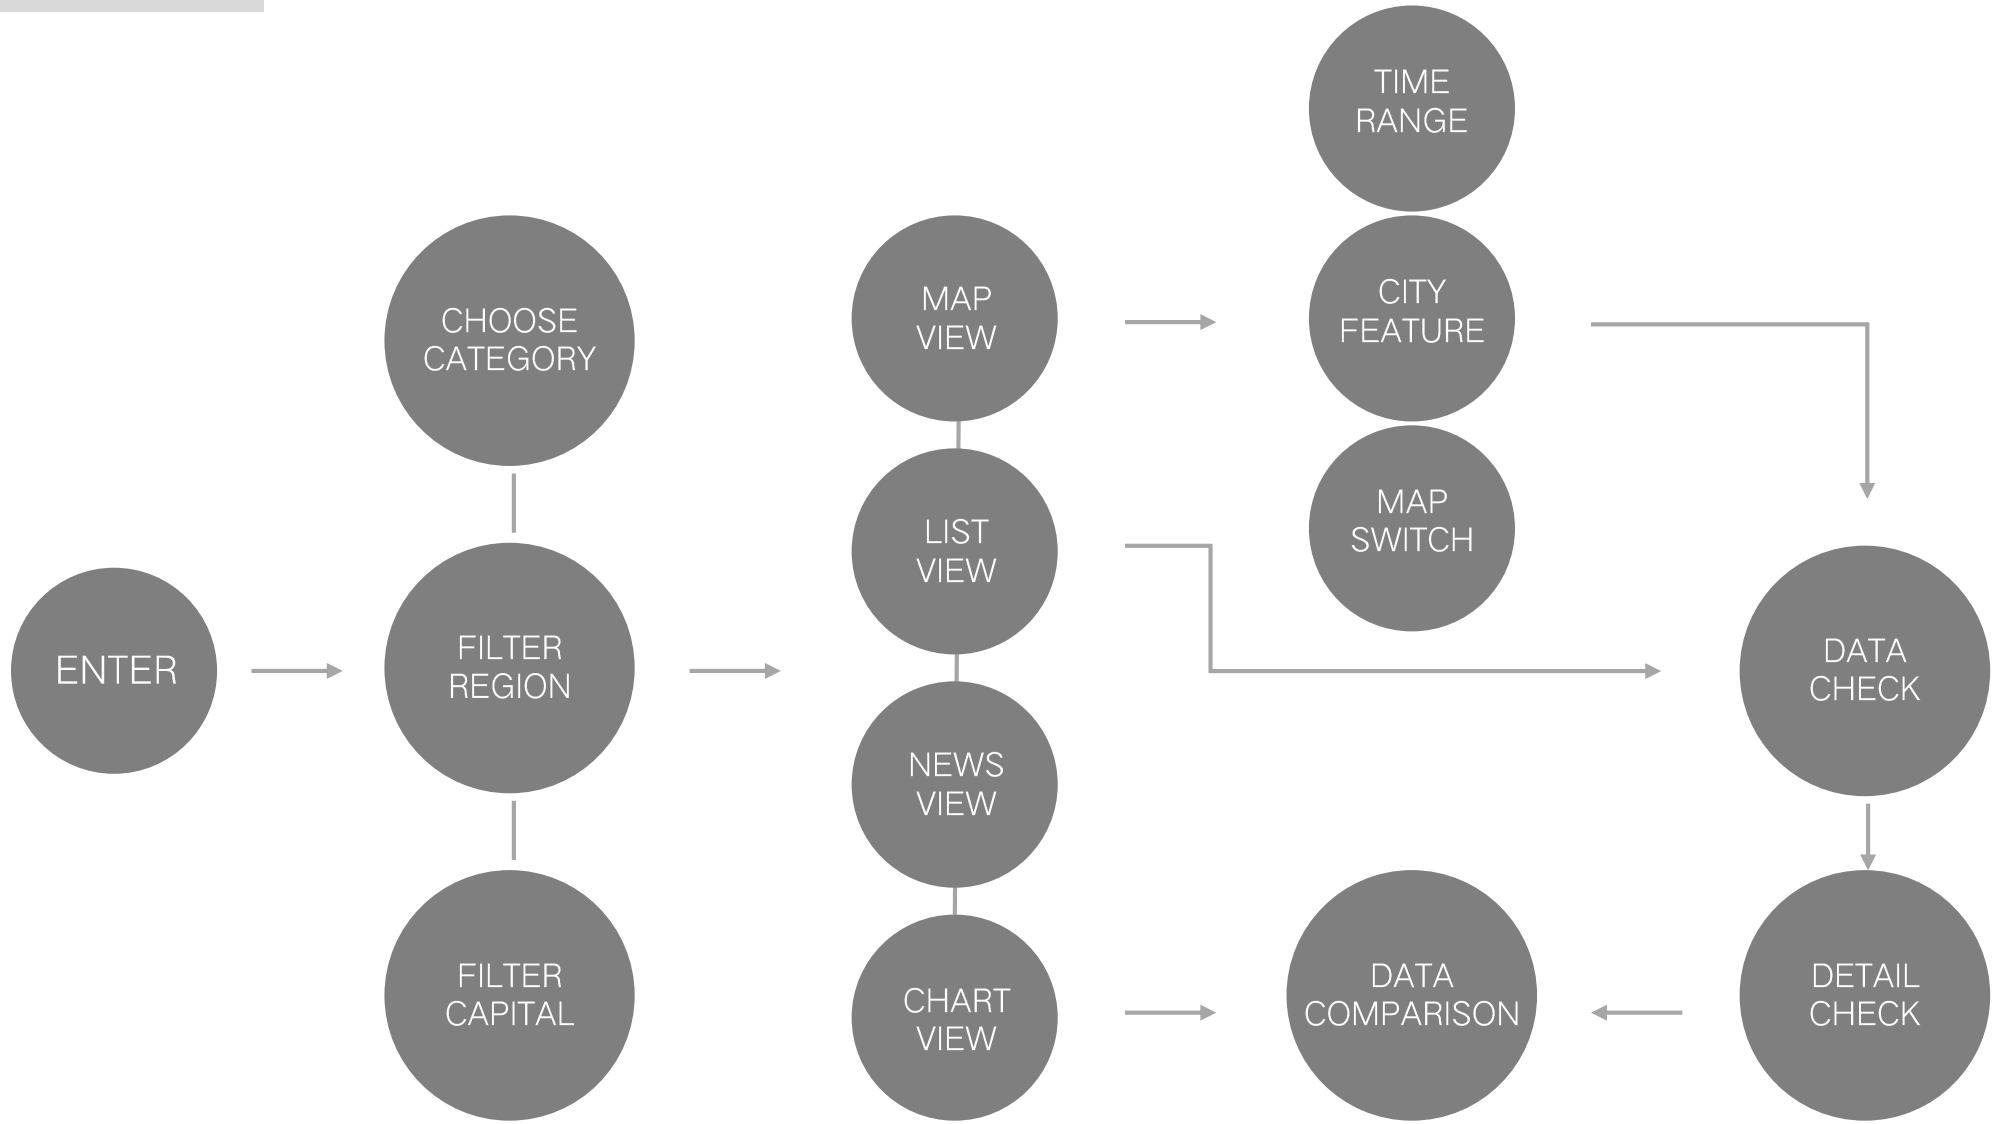 TIME
RANGE
CHOOSE
CATEGORY
MAP
VIEW
CITY
FEATURE
LIST
VIEW
MAP
SWITCH
ENTER
FILTER
REGION
DATA
CHECK
NEWS
VIEW
FILTER
CAPITAL
CHART
VIEW
DATA
COMPARISON
DETAIL
CHECK